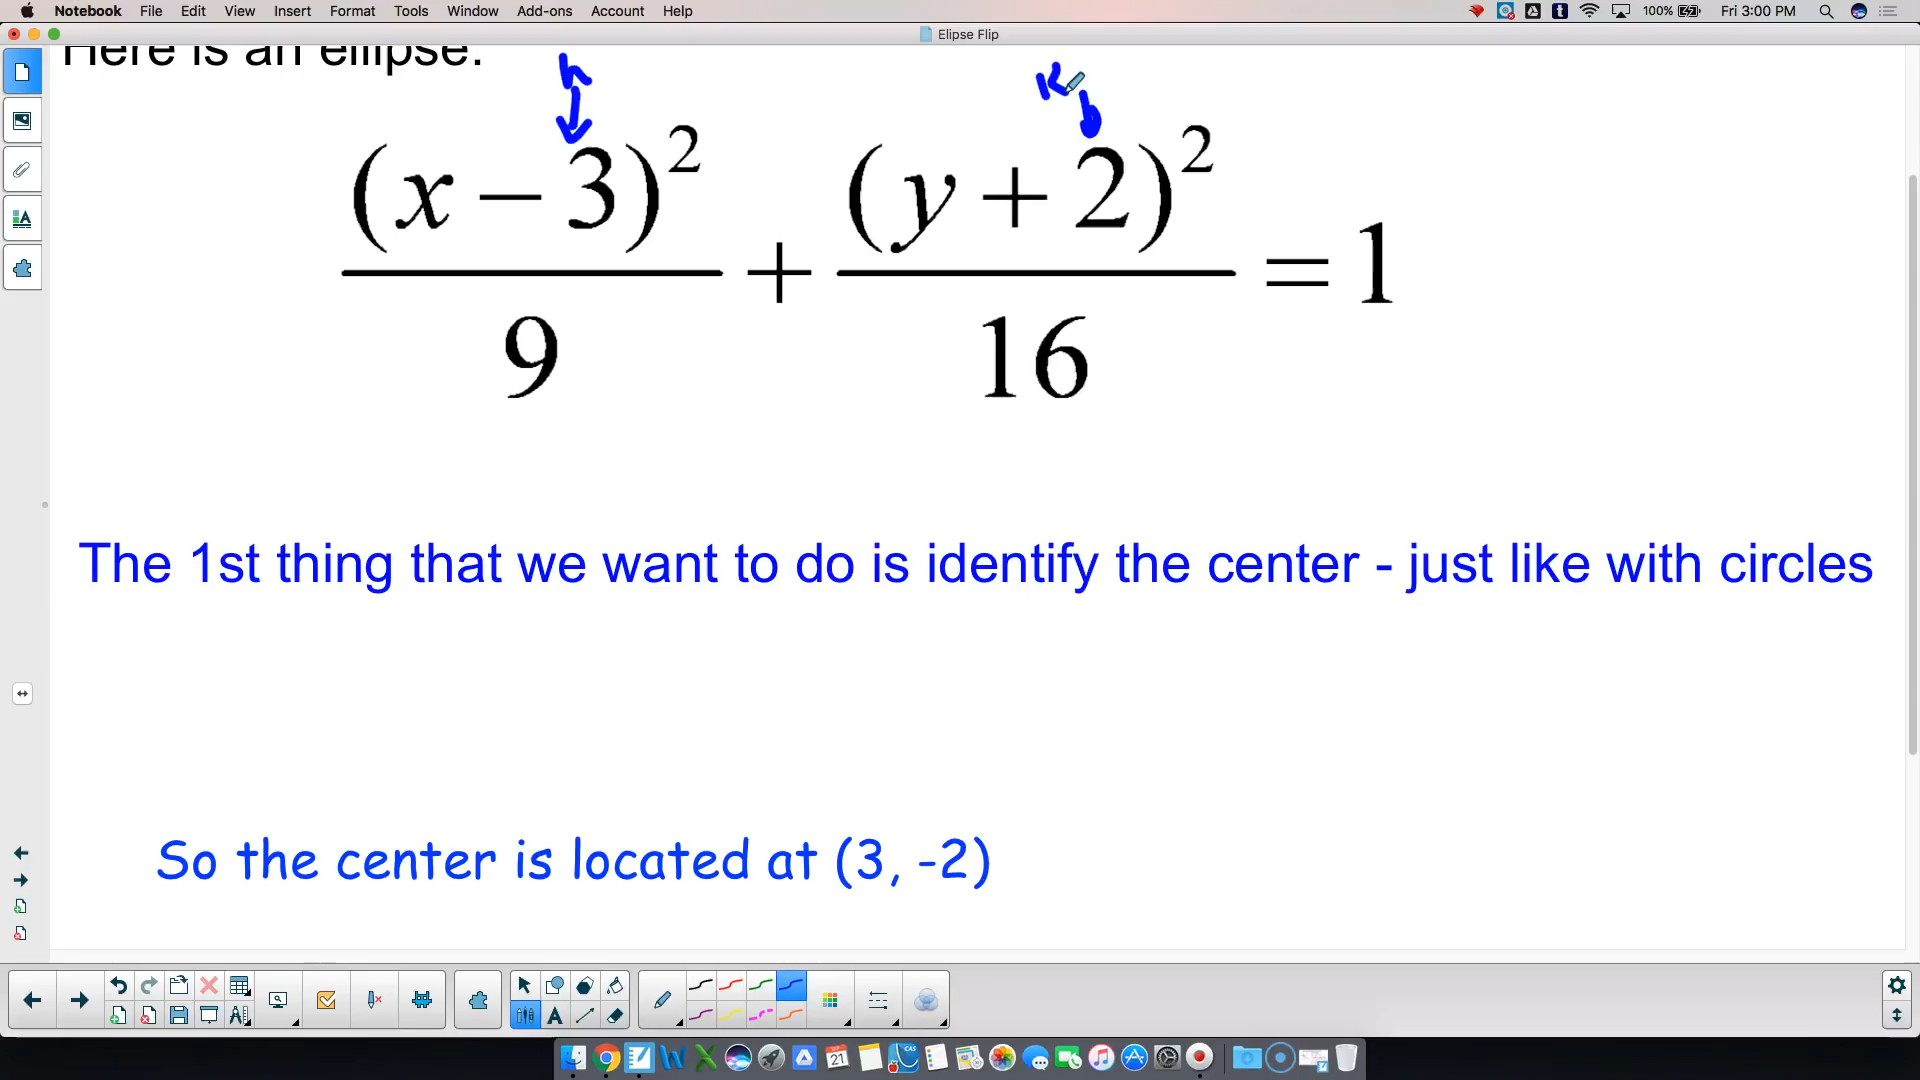 Notebook File Edit View Insert Format Tools Window Add-ons Account Help 100% Fri 3:00 PM
Elipse Flip
Here is an ellipse:
h K
(x − 3)² / 9 + (y + 2)² / 16 = 1
The 1st thing that we want to do is identify the center - just like with circles
So the center is located at (3, -2)